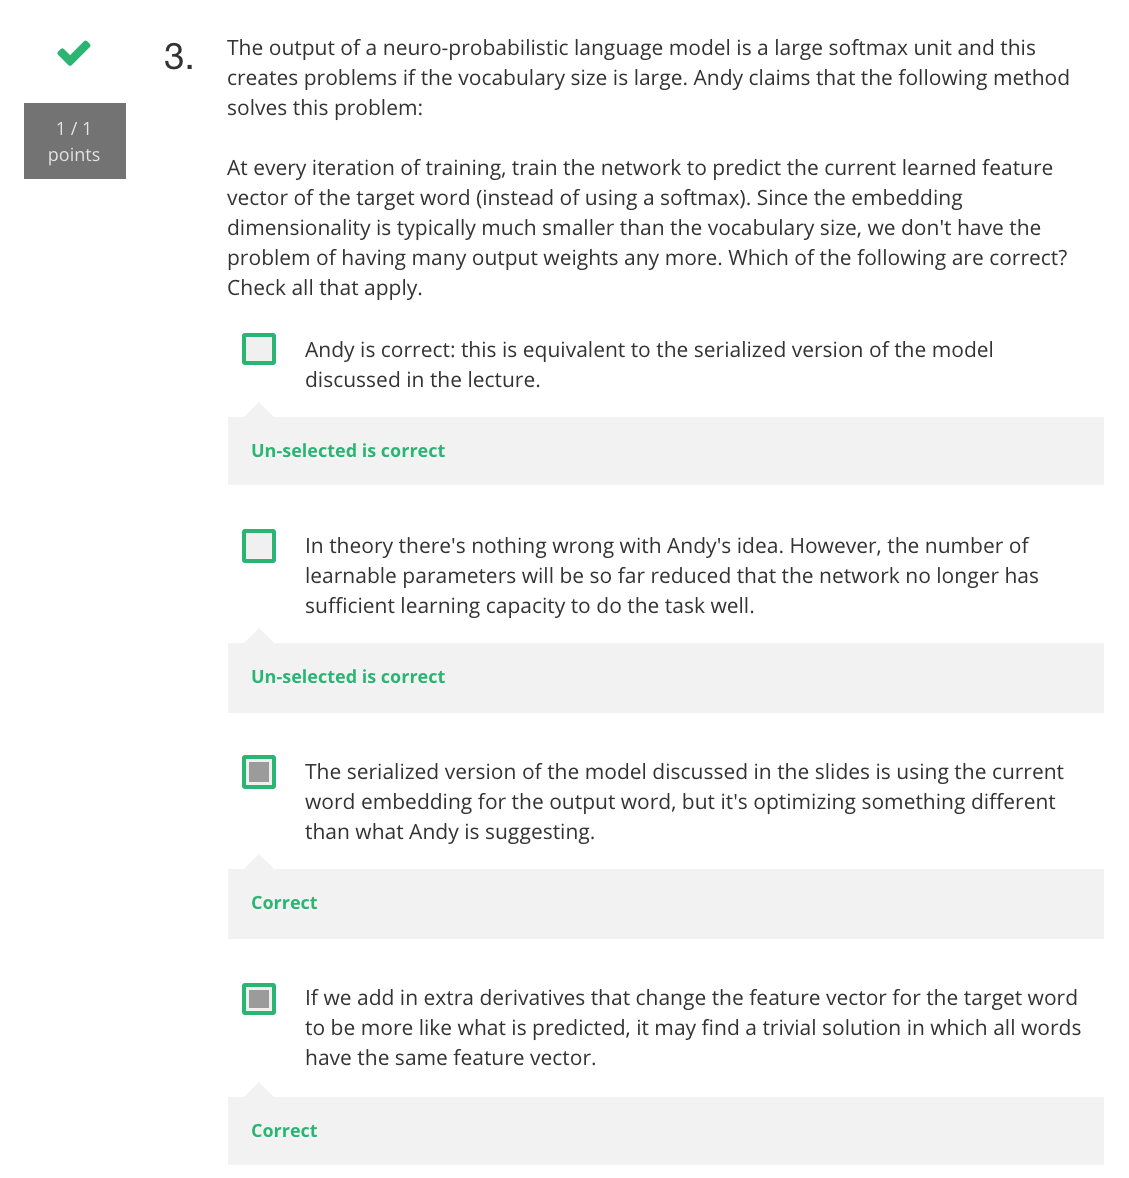 3.
1 / 1
points
The output of a neuro-probabilistic language model is a large softmax unit and this
creates problems if the vocabulary size is large. Andy claims that the following method
solves this problem:
At every iteration of training, train the network to predict the current learned feature
vector of the target word (instead of using a softmax). Since the embedding
dimensionality is typically much smaller than the vocabulary size, we don't have the
problem of having many output weights any more. Which of the following are correct?
Check all that apply.
Andy is correct: this is equivalent to the serialized version of the model
discussed in the lecture.
Un-selected is correct
In theory there's nothing wrong with Andy's idea. However, the number of
learnable parameters will be so far reduced that the network no longer has
sufficient learning capacity to do the task well.
Un-selected is correct
The serialized version of the model discussed in the slides is using the current
word embedding for the output word, but it's optimizing something different
than what Andy is suggesting.
Correct
If we add in extra derivatives that change the feature vector for the target word
to be more like what is predicted, it may find a trivial solution in which all words
have the same feature vector.
Correct